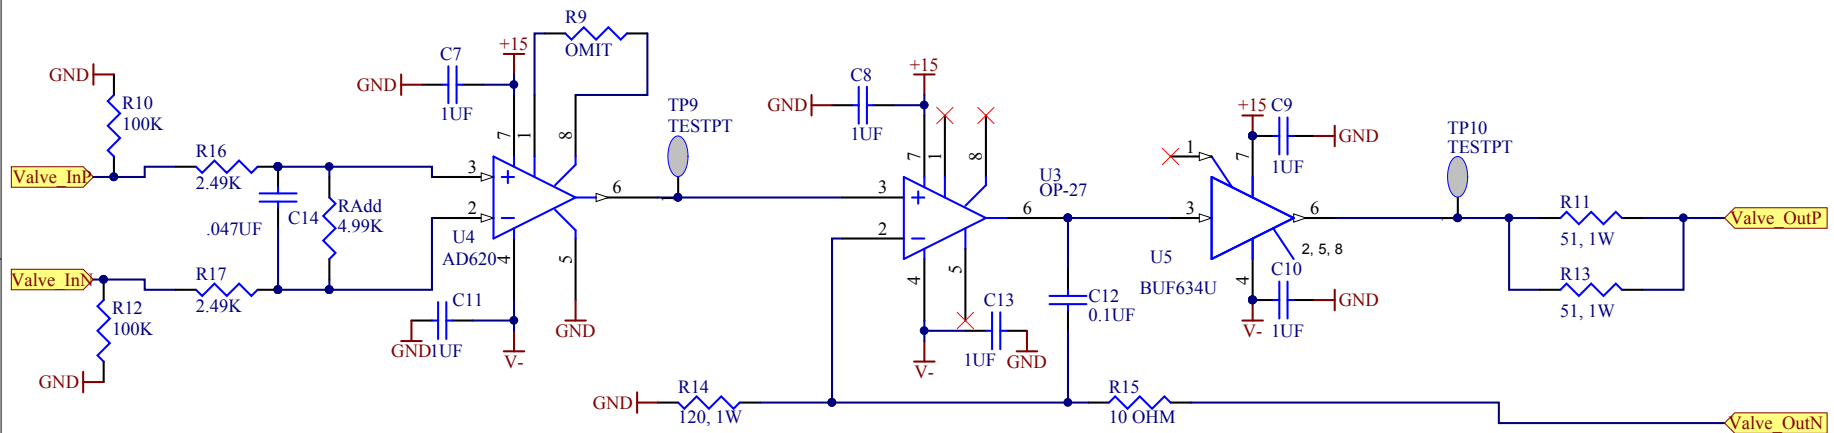 R9
OMIT
C7
+15
GND
1UF
GND
R10
100K
7
1
8
TP9
TESTPT
C8
+15
GND
1UF
7
1
8
+15
C9
GND
1UF
7
1
TP10
TESTPT
Valve_InP
R16
2.49K
3
6
3
U3
OP-27
6
3
6
R11
51, 1W
Valve_OutP
.047UF
C14
RAdd
4.99K
2
U4
AD620
4
5
2
4
5
U5
BUF634U
2, 5, 8
4
C10
GND
1UF
V-
R13
51, 1W
Valve_InN
R17
2.49K
R12
100K
GND
C11
GND
1UF
V-
GND
C13
1UF
GND
V-
C12
0.1UF
GND
R14
120, 1W
R15
10 OHM
Valve_OutN